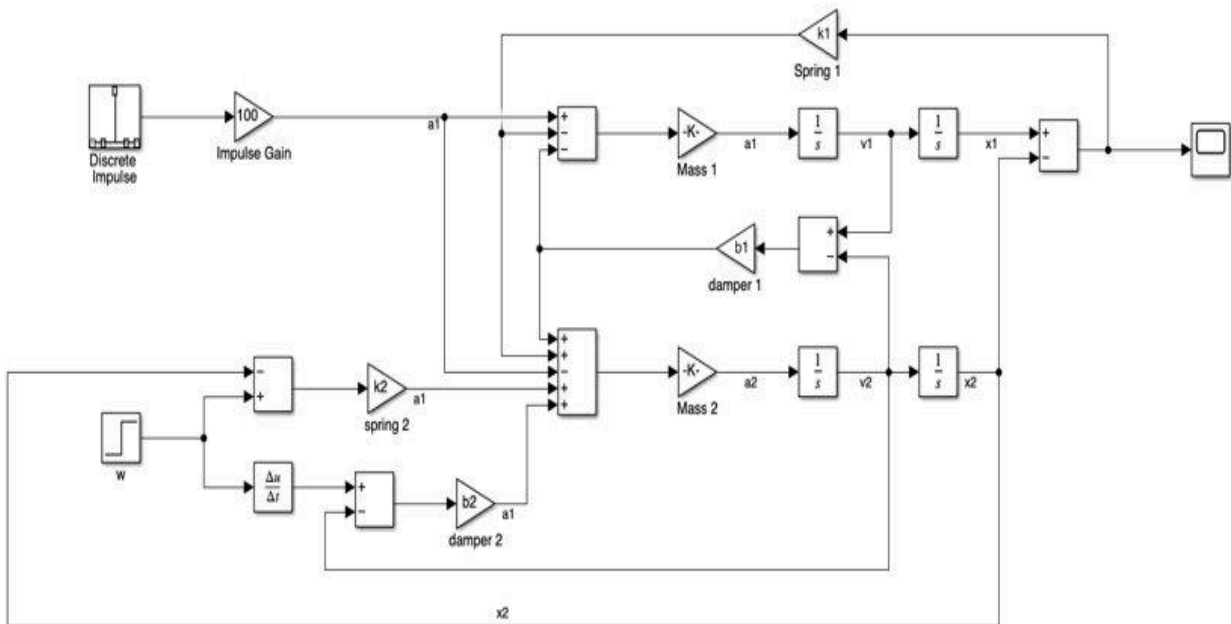 k1
Spring 1
100
Discrete
Impulse
Impulse Gain
a1
+
−
−
-K-
Mass 1
a1
1
s
v1
1
s
x1
+
−
b1
damper 1
+
−
+
+
−
+
+
-K-
Mass 2
a2
1
s
v2
1
s
x2
−
+
k2
spring 2
a1
w
Δu
Δt
+
−
b2
damper 2
a1
x2